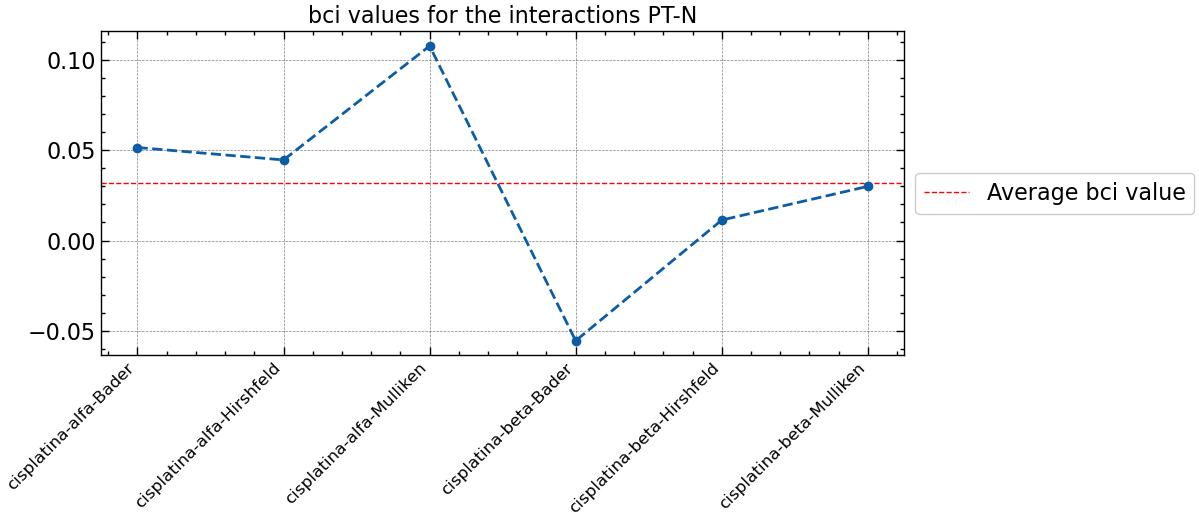 bci values for the interactions PT-N
0.10
0.05
0.00
−0.05
Average bci value
cisplatina-alfa-Bader
cisplatina-alfa-Hirshfeld
cisplatina-alfa-Mulliken
cisplatina-beta-Bader
cisplatina-beta-Hirshfeld
cisplatina-beta-Mulliken